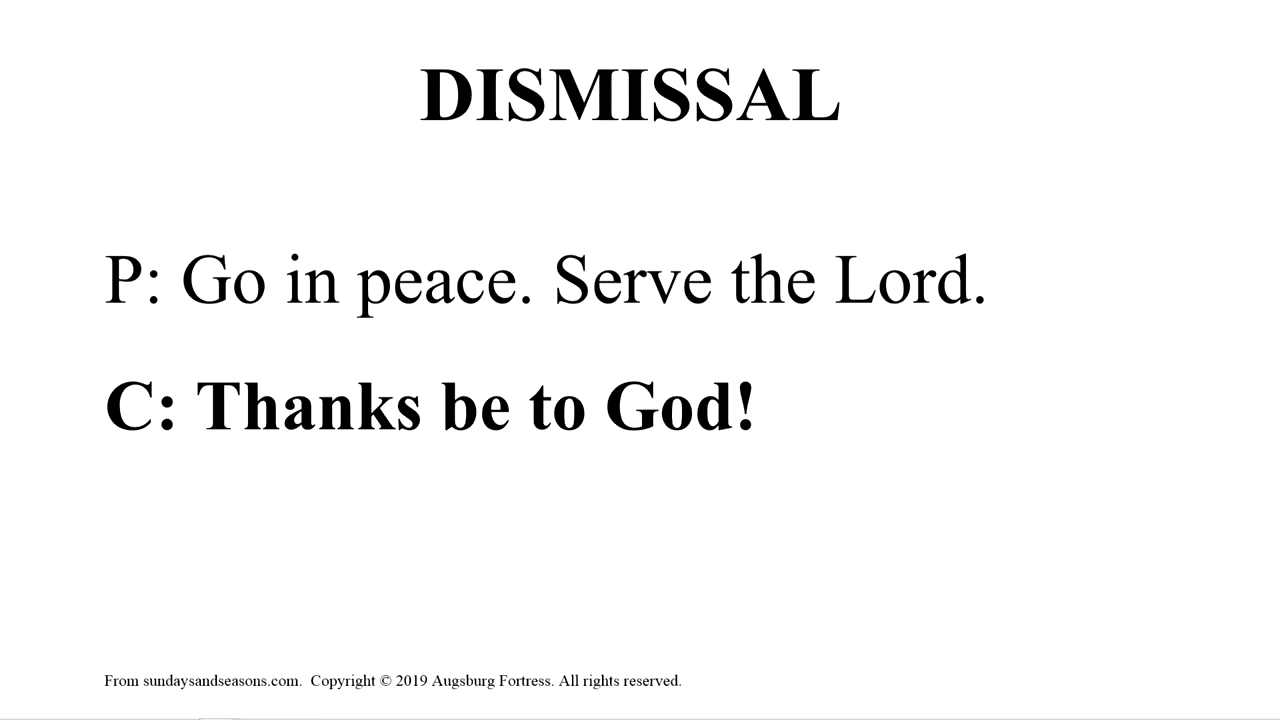 DISMISSAL
P: Go in peace. Serve the Lord.
C: Thanks be to God!
From sundaysandseasons.com.  Copyright © 2019 Augsburg Fortress. All rights reserved.